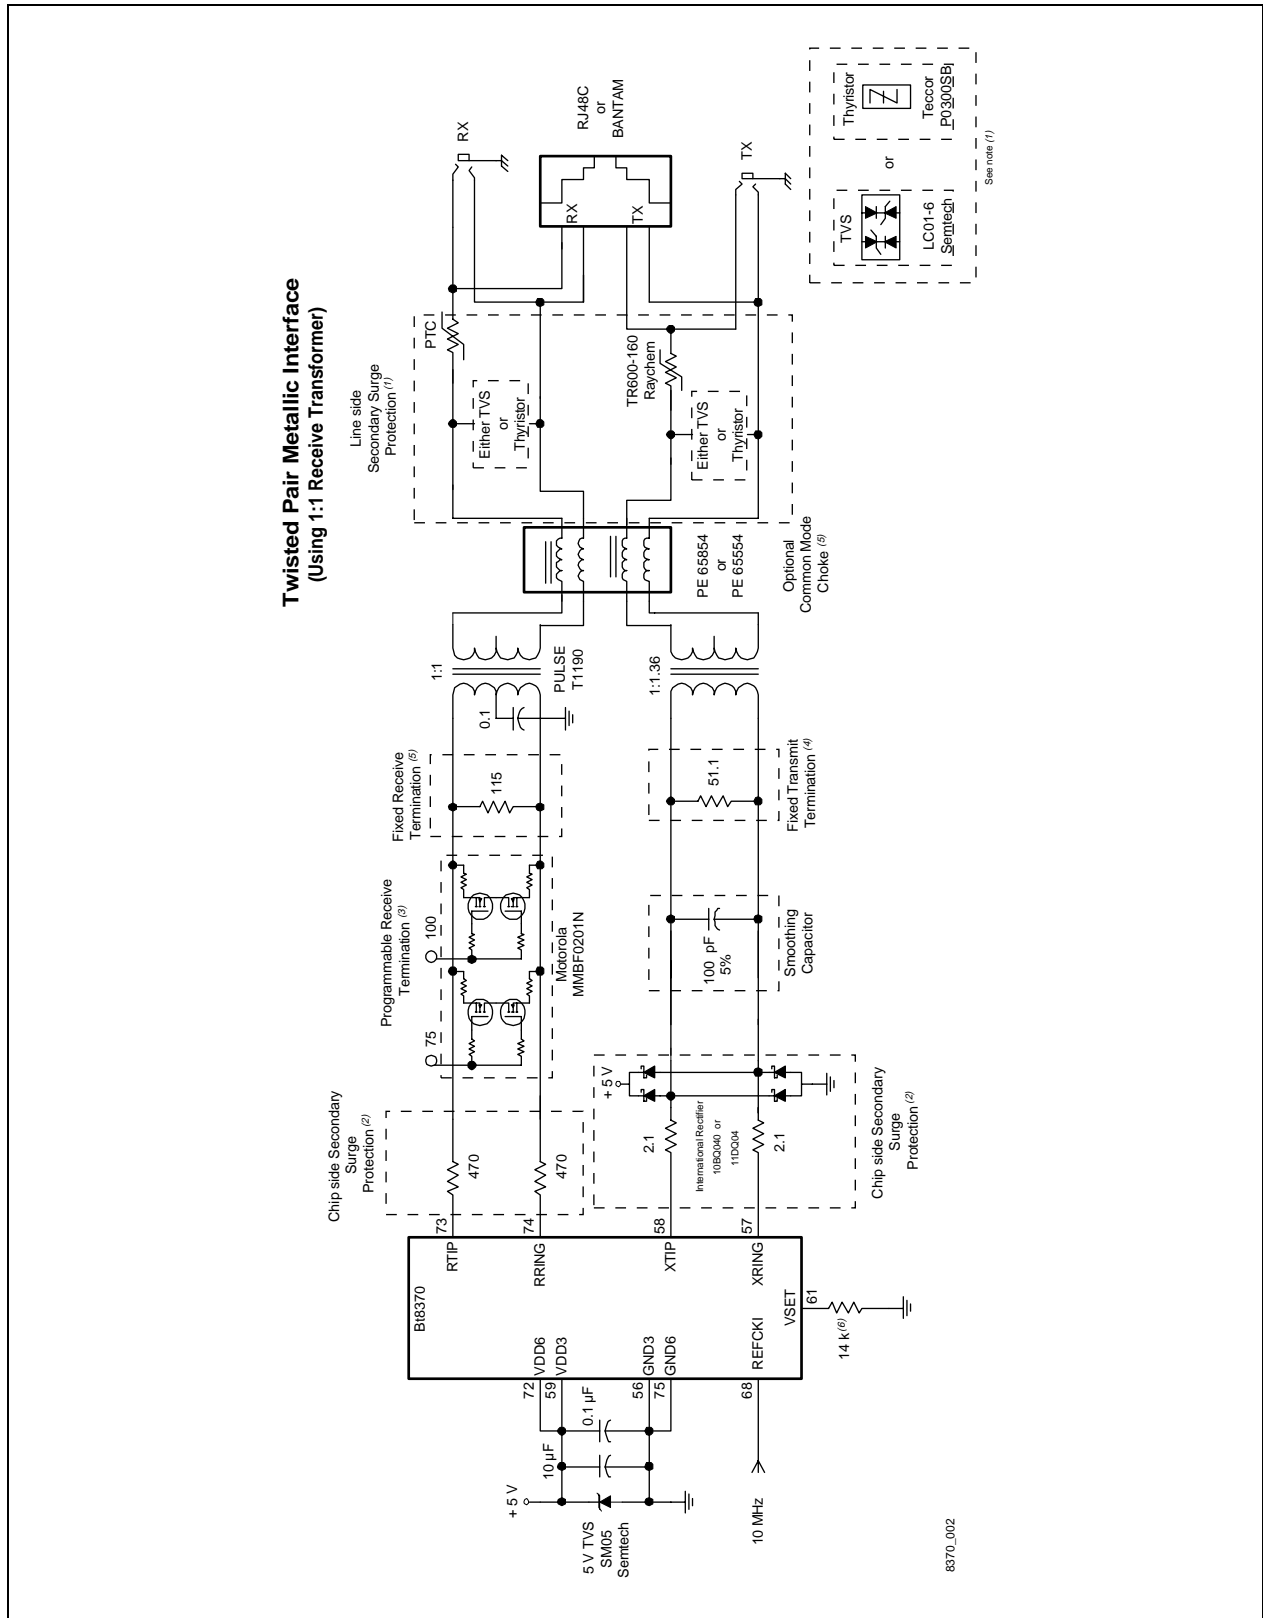 Twisted Pair Metallic Interface
(Using 1:1 Receive Transformer)
5 V TVS
SM05
Semtech
+ 5 V
10 µF
0.1 µF
72
59
56
75
68
10 MHz
VDD6
VDD3
GND3
GND6
REFCKI
Bt8370
VSET
61
14 k (6)
RTIP
RRING
XTIP
XRING
73
74
58
57
Chip side Secondary
Surge
Protection (2)
470
470
2.1
2.1
International Rectifier
10BQ040 or
11DQ04
+ 5 V
Chip side Secondary
Surge
Protection (2)
Programmable Receive
Termination (3)
75
100
Motorola
MMBF0201N
100 pF
5%
Smoothing
Capacitor
Fixed Receive
Termination (5)
115
51.1
Fixed Transmit
Termination (4)
0.1
1:1
PULSE
T1190
1:1.36
PE 65854
or
PE 65554
Optional
Common Mode
Choke (5)
Line side
Secondary Surge
Protection (1)
PTC
Either TVS
or
Thyristor
TR600-160
Raychem
Either TVS
or
Thyristor
RX
RX
TX
TX
RJ48C
or
BANTAM
TVS
LC01-6
Semtech
or
Thyristor
Teccor
P0300SB
See note (1)
8370_002